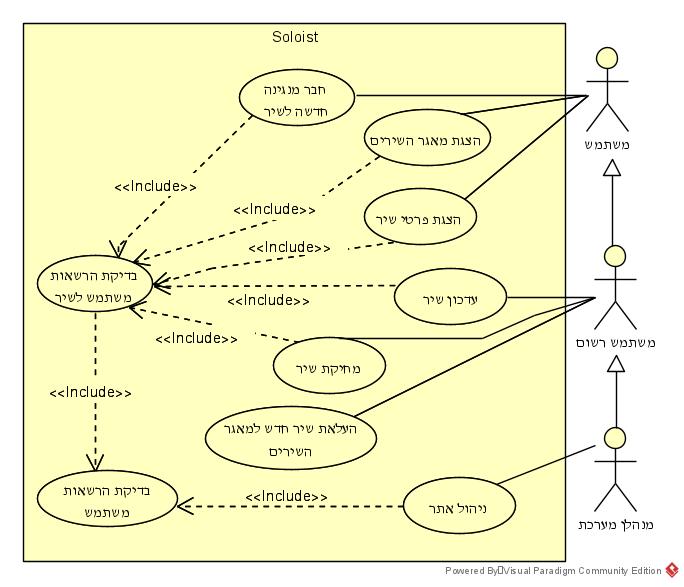 Soloist
חבר מנגינה
חדשה לשיר
הצגת מאגר השירים
משתמש
<<Include>>
<<Include>>
הצגת פרטי שיר
<<Include>>
בדיקת הרשאות
משתמש לשיר
עדכון שיר
<<Include>>
משתמש רשום
<<Include>>
מחיקת שיר
<<Include>>
העלאת שיר חדש למאגר
השירים
בדיקת הרשאות
משתמש
<<Include>>
ניהול אתר
מנהלן מערכת
Powered By Visual Paradigm Community Edition